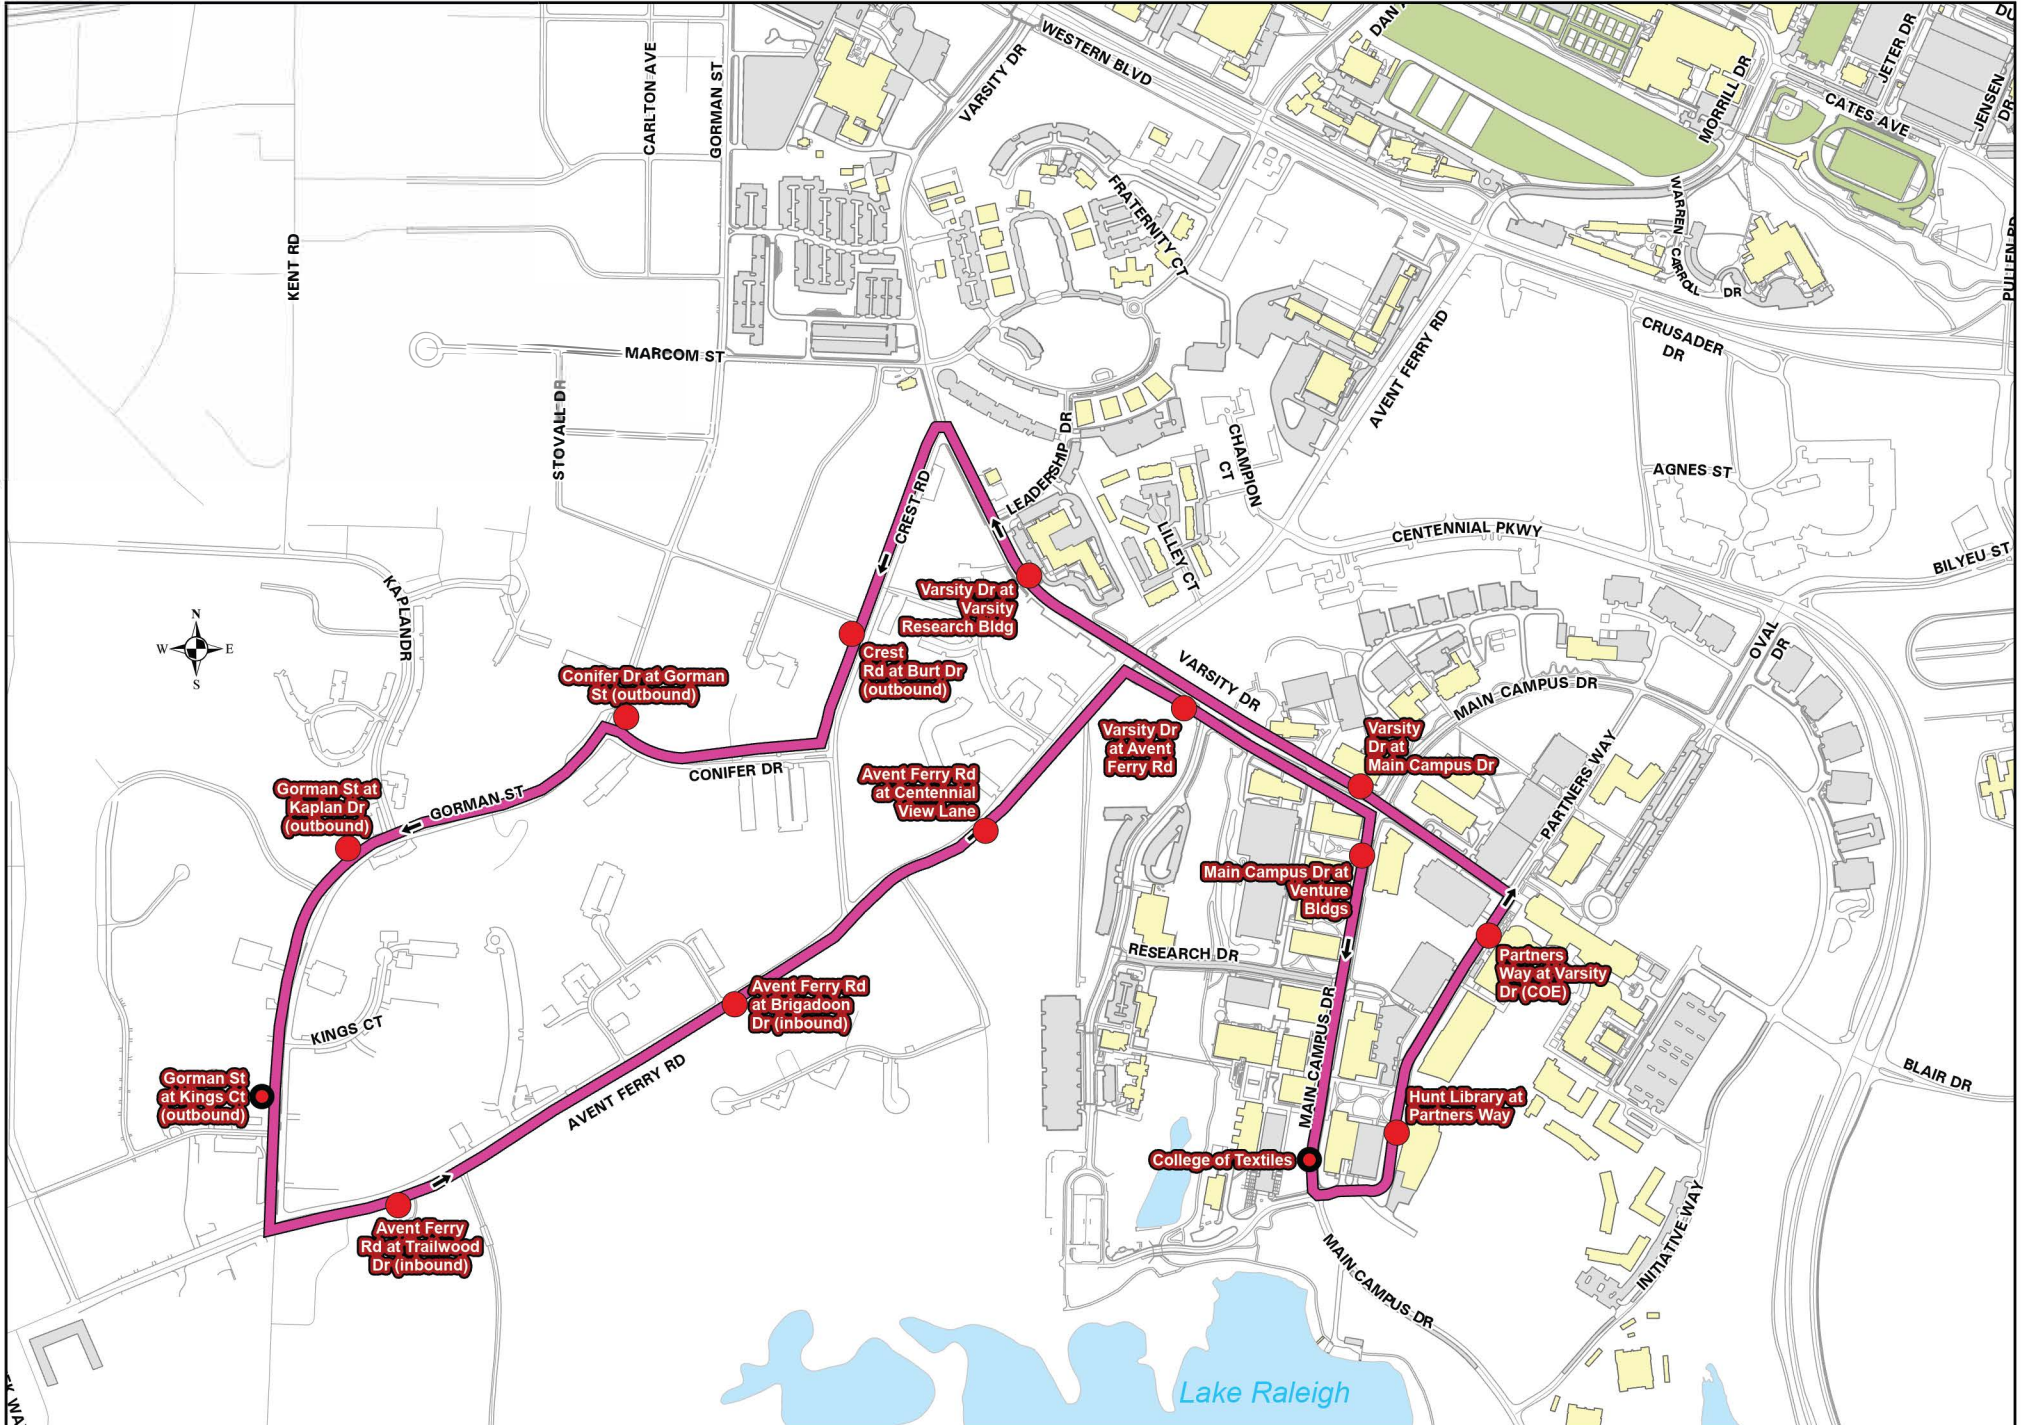 CARLTON AVE
GORMAN ST
VARSITY DR
WESTERN BLVD
MORRILL DR
JETER DR
CATES AVE
JENSEN
DR
KENT RD
FRATERNITY CT
WARREN CARROLL DR
PULLEN RD
CRUSADER
DR
MARCOM ST
STOVALL DR
AVENT FERRY RD
LEADERSHIP DR
CHAMPION
CT
AGNES ST
CREST RD
CENTENNIAL PKWY
LILLEY CT
BILYEU ST
KAPLANDR
N
W
E
S
Varsity Dr at
Varsity
Research Bldg
Crest
Rd at Burt Dr
(outbound)
Conifer Dr at Gorman
St (outbound)
VARSITY DR
MAIN CAMPUS DR
OVAL
DR
Varsity Dr
at Avent
Ferry Rd
Varsity
Dr at
Main Campus Dr
PARTNERS WAY
CONIFER DR
Avent Ferry Rd
at Centennial
View Lane
Gorman St at
Kaplan Dr
(outbound)
GORMAN ST
Main Campus Dr at
Venture
Bldgs
RESEARCH DR
Partners
Way at Varsity
Dr (COE)
Avent Ferry Rd
at Brigadoon
Dr (inbound)
KINGS CT
MAIN CAMPUS DR
Gorman St
at Kings Ct
(outbound)
AVENT FERRY RD
BLAIR DR
Hunt Library at
Partners Way
College of Textiles
Avent Ferry
Rd at Trailwood
Dr (inbound)
INITIATIVE WAY
MAIN CAMPUS DR
Lake Raleigh